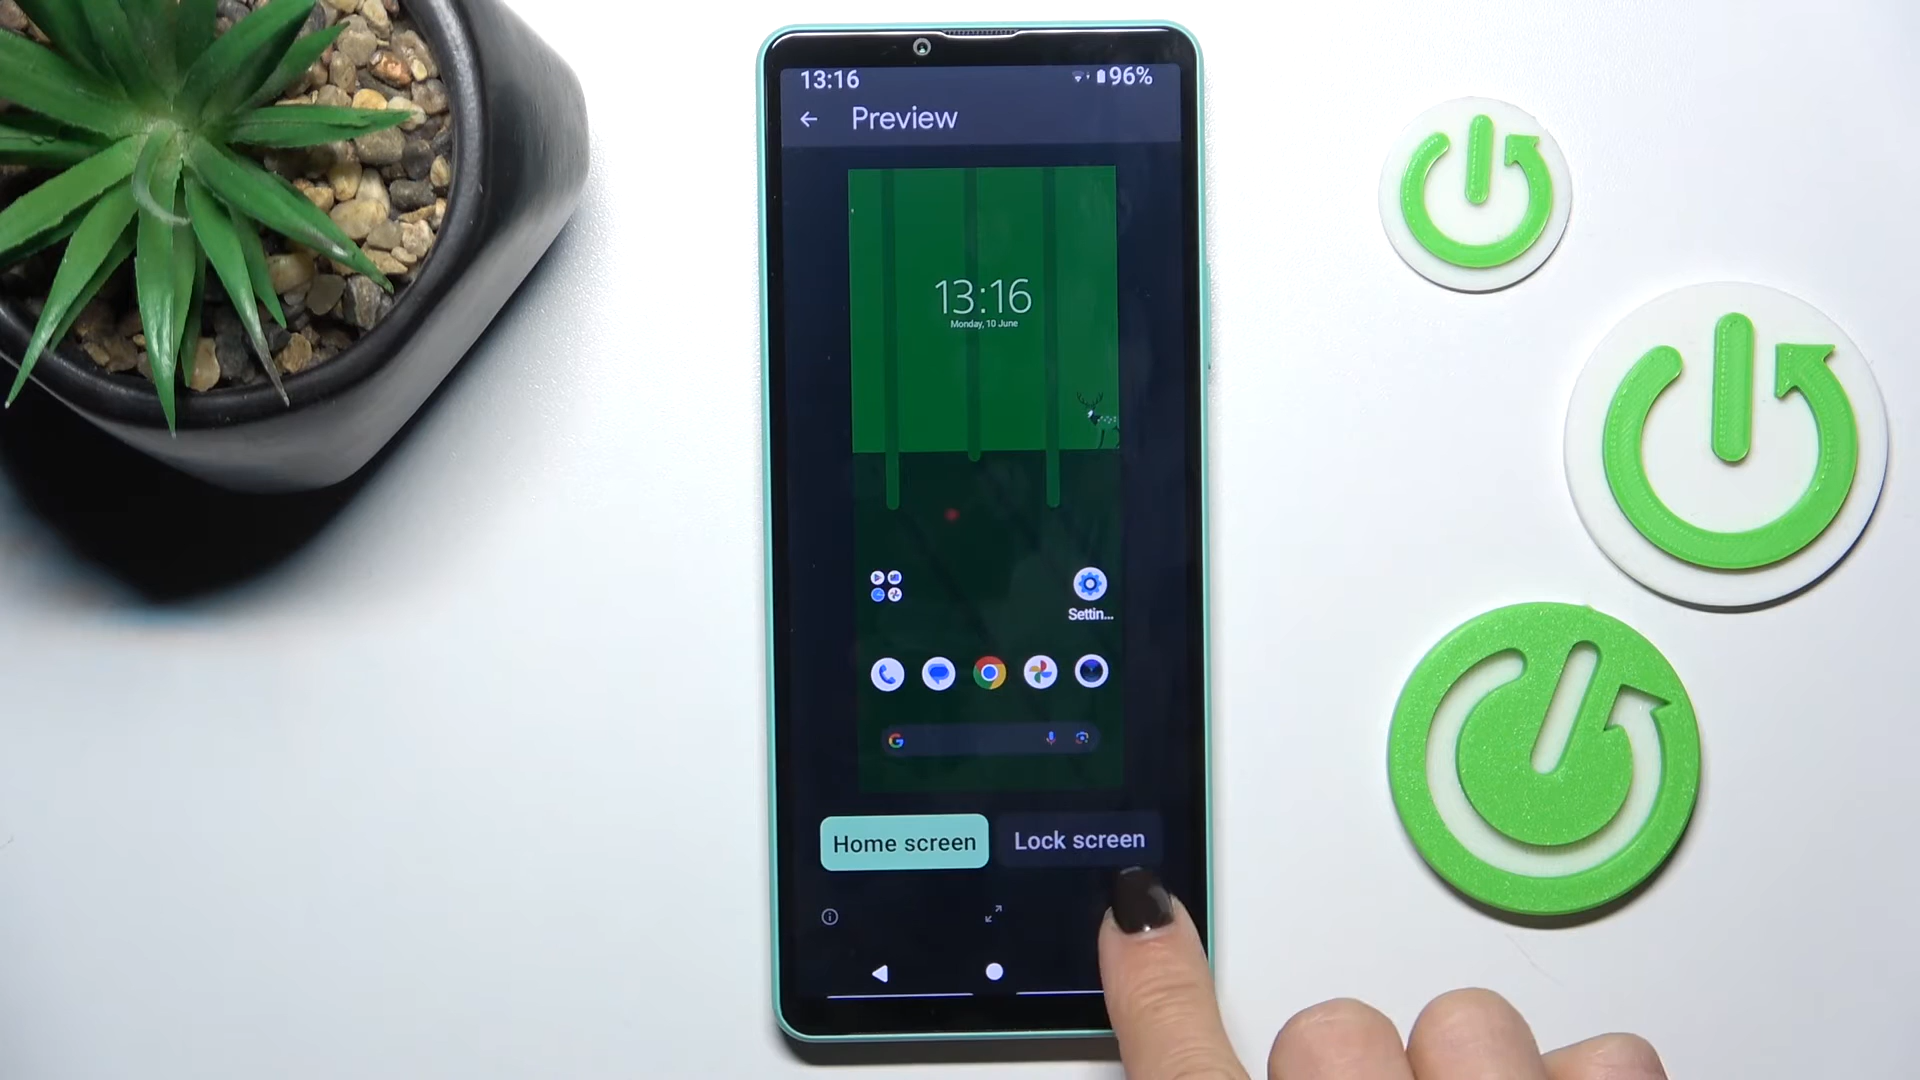 13:16
96%
Preview
13:16
Monday, 10 June
Settin...
G
Home screen
Lock screen